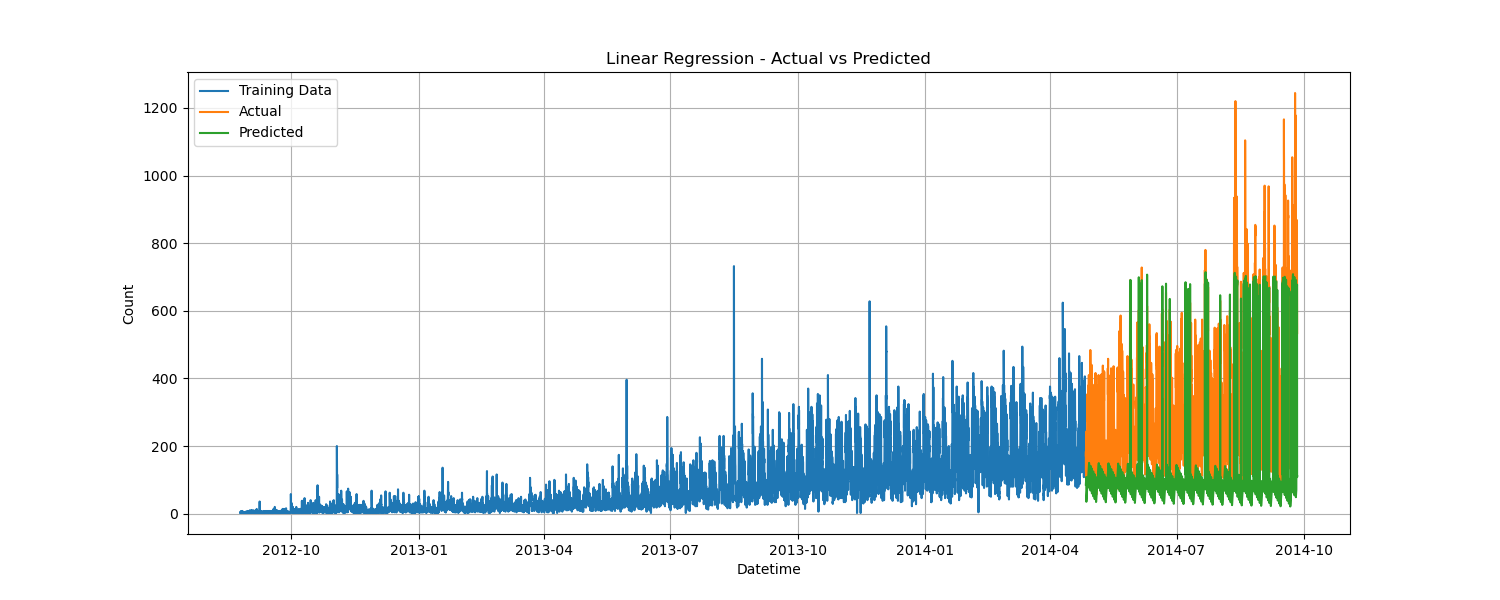 Linear Regression - Actual vs Predicted
Training Data
Actual
Predicted
1200
1000
800
600
400
200
0
Count
2012-10 2013-01 2013-04 2013-07 2013-10 2014-01 2014-04 2014-07 2014-10
Datetime